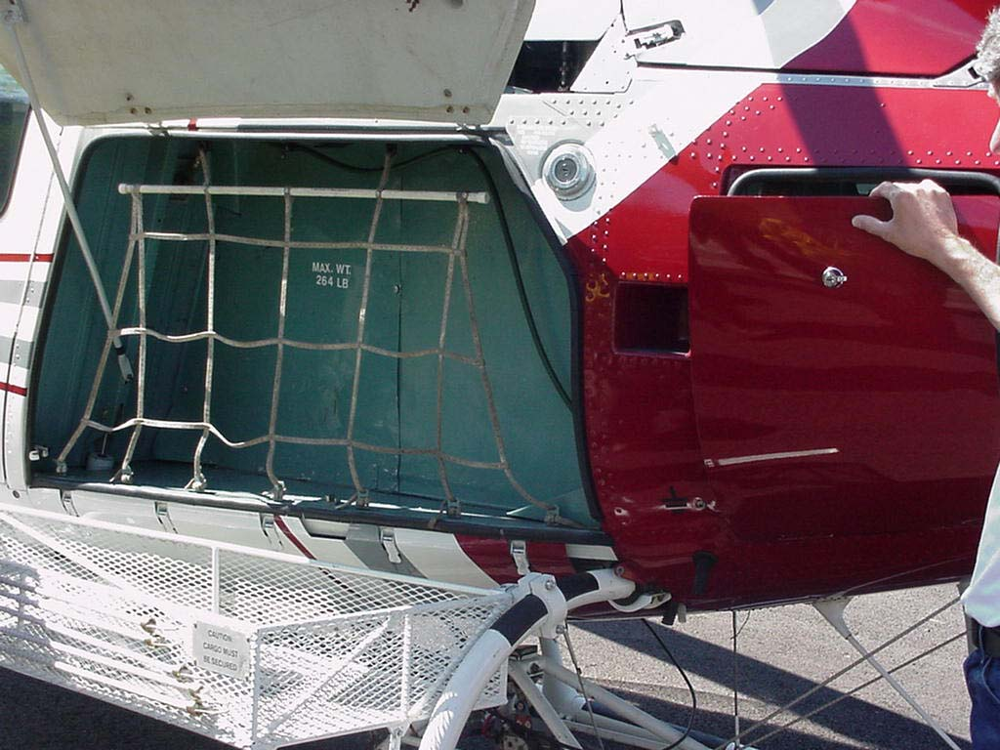 MAX. WT.
264 LB
CAUTION:
CARGO MUST
BE SECURED